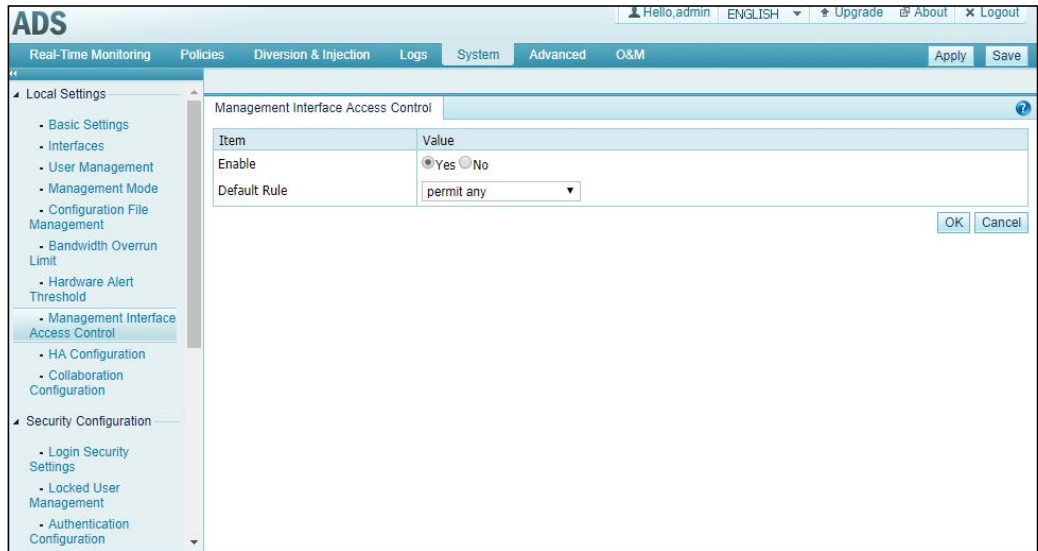 ADS
Hello,admin ENGLISH Upgrade About Logout
Real-Time Monitoring Policies Diversion & Injection Logs System Advanced O&M Apply Save
Local Settings
Basic Settings
Interfaces
User Management
Management Mode
Configuration File
Management
Bandwidth Overrun
Limit
Hardware Alert
Threshold
Management Interface
Access Control
HA Configuration
Collaboration
Configuration
Security Configuration
Login Security
Settings
Locked User
Management
Authentication
Configuration
Management Interface Access Control
Item Value
Enable Yes No
Default Rule permit any
OK Cancel